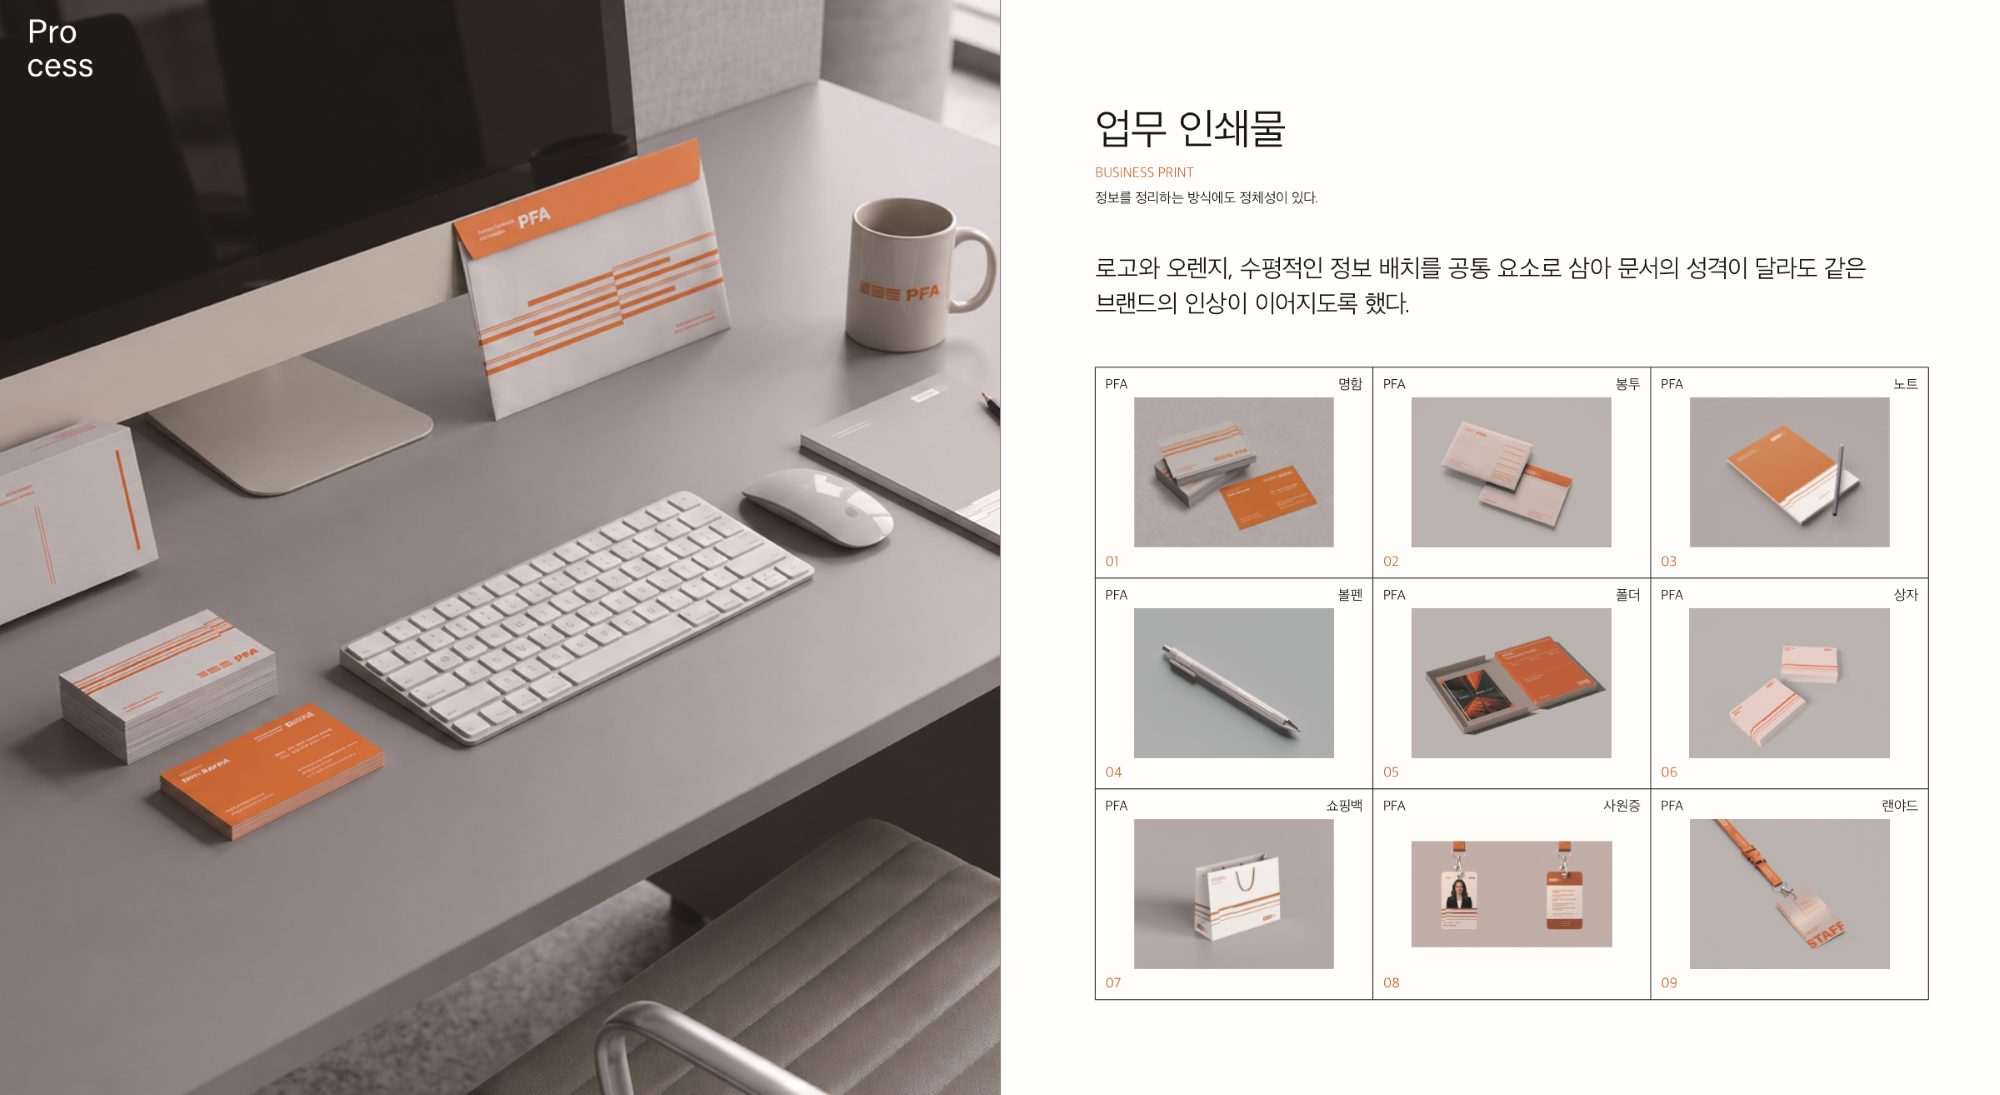 Pro
cess
PFA
PFA
PFA
업무 인쇄물
BUSINESS PRINT
정보를 정리하는 방식에도 정체성이 있다.
로고와 오렌지, 수평적인 정보 배치를 공통 요소로 삼아 문서의 성격이 달라도 같은
브랜드의 인상이 이어지도록 했다.
PFA 명함
01
PFA 봉투
02
PFA 노트
03
PFA 볼펜
04
PFA 폴더
05
PFA 상자
06
PFA 쇼핑백
07
PFA 사원증
08
PFA 랜야드
STAFF
09